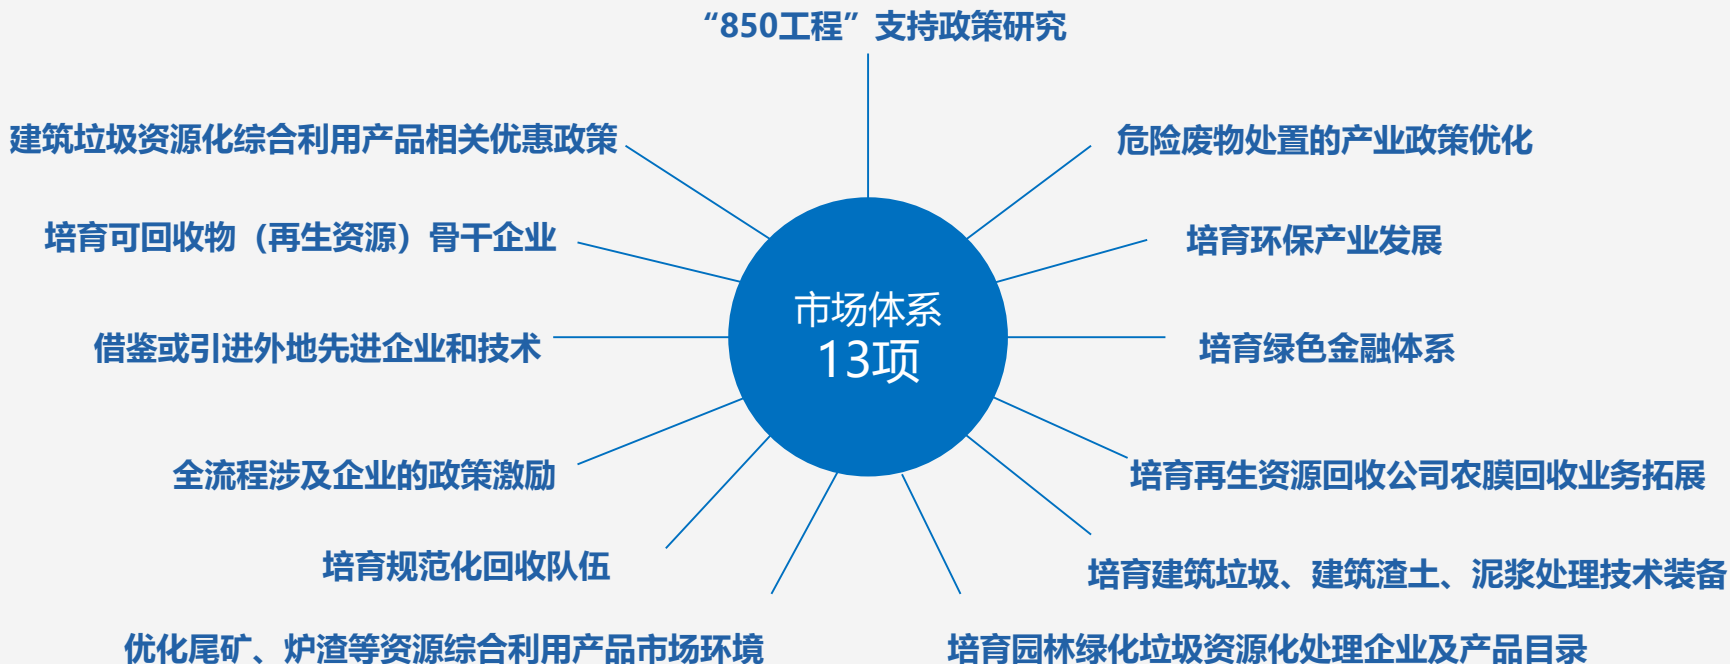 “850工程”支持政策研究
建筑垃圾资源化综合利用产品相关优惠政策
危险废物处置的产业政策优化
培育可回收物（再生资源）骨干企业
培育环保产业发展
市场体系
13项
借鉴或引进外地先进企业和技术
培育绿色金融体系
全流程涉及企业的政策激励
培育再生资源回收公司农膜回收业务拓展
培育规范化回收队伍
培育建筑垃圾、建筑渣土、泥浆处理技术装备
优化尾矿、炉渣等资源综合利用产品市场环境
培育园林绿化垃圾资源化处理企业及产品目录